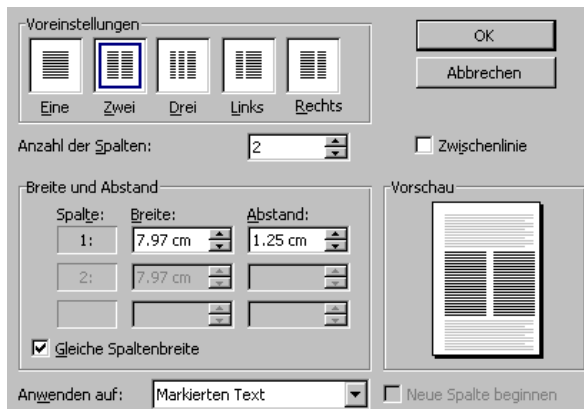 Voreinstellungen
OK
Abbrechen
Eine Zwei Drei Links Rechts
Anzahl der Spalten: 2
Zwischenlinie
Breite und Abstand
Vorschau
Spalte: Breite: Abstand:
1: 7.97 cm 1.25 cm
2: 7.97 cm
Gleiche Spaltenbreite
Anwenden auf: Markierten Text
Neue Spalte beginnen